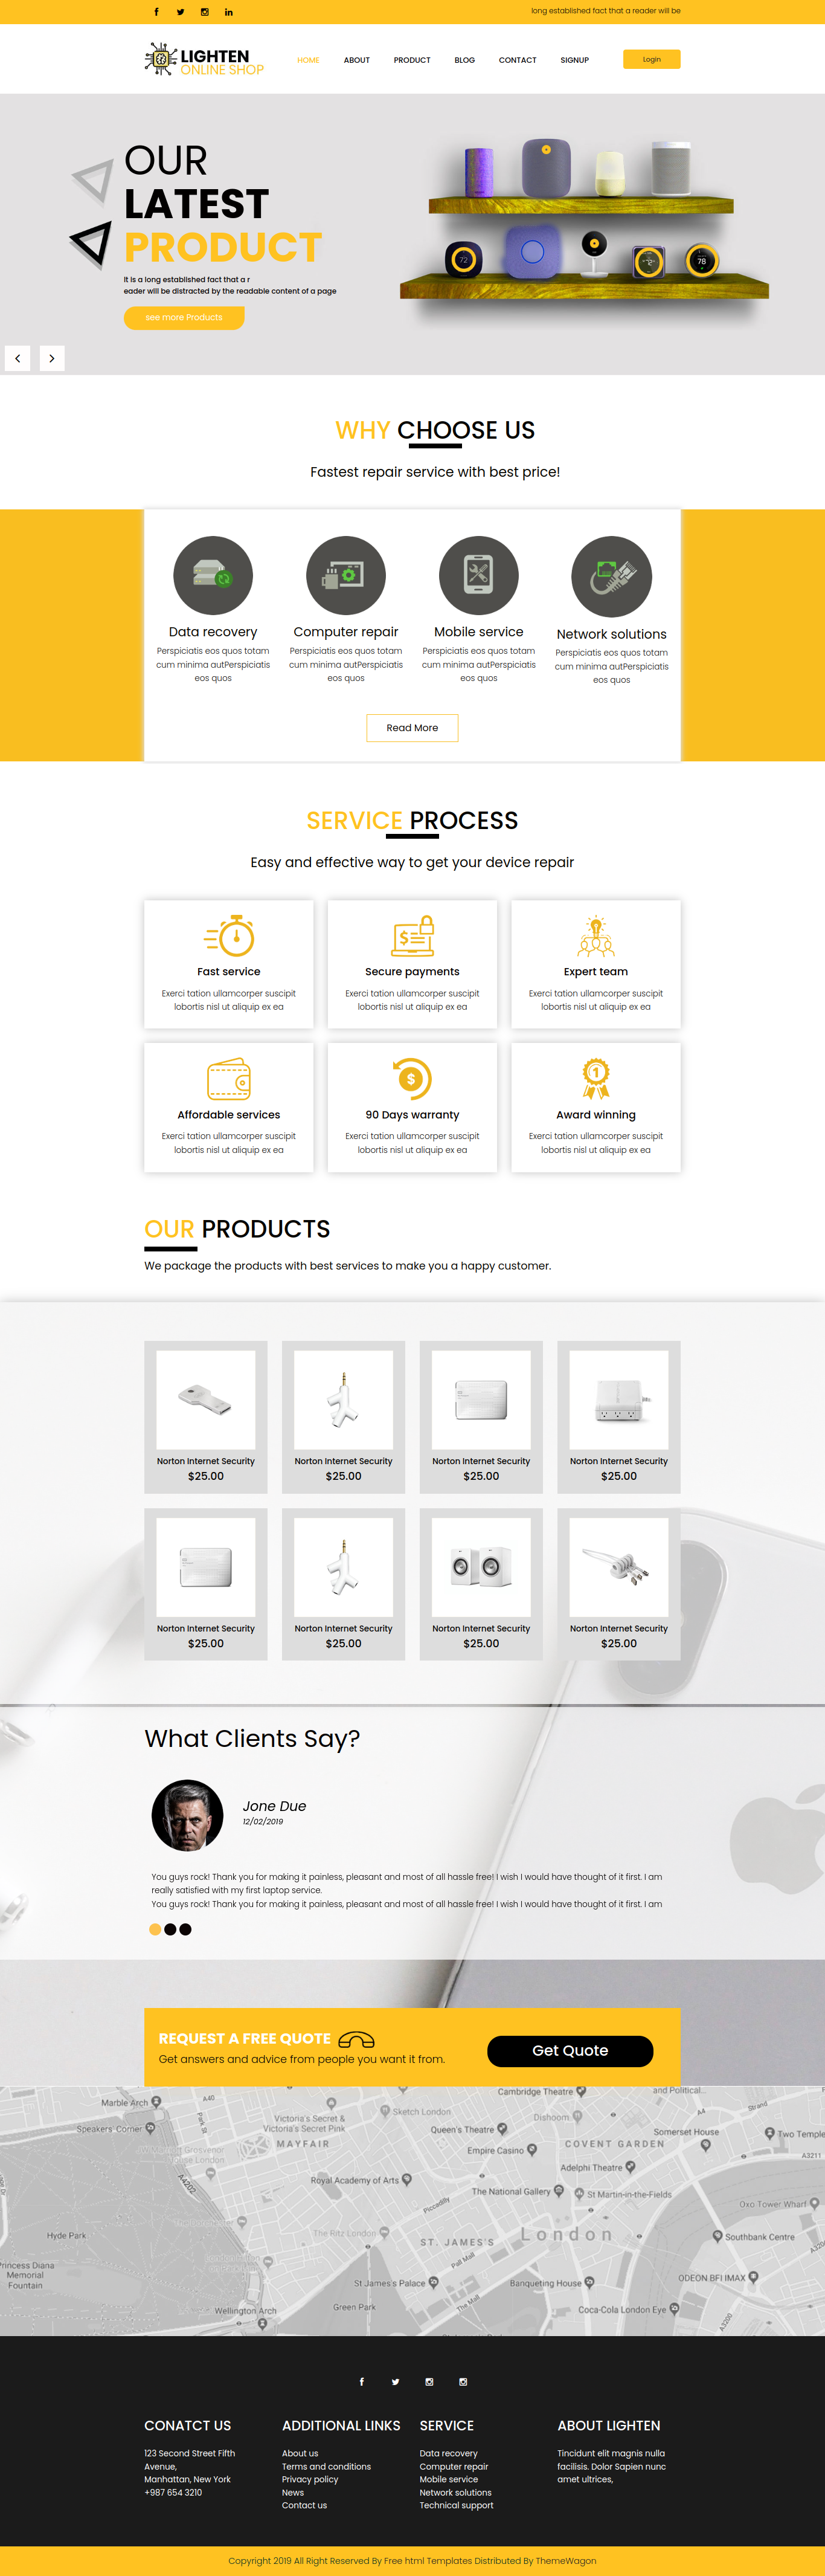 long established fact that a reader will be
LIGHTEN
ONLINE SHOP
HOME
ABOUT
PRODUCT
BLOG
CONTACT
SIGNUP
Login
OUR
LATEST
PRODUCT
It is a long established fact that a r
eader will be distracted by the readable content of a page
see more Products
72
78
WHY CHOOSE US
Fastest repair service with best price!
Data recovery
Perspiciatis eos quos totam
cum minima autPerspiciatis
eos quos
Computer repair
Perspiciatis eos quos totam
cum minima autPerspiciatis
eos quos
Mobile service
Perspiciatis eos quos totam
cum minima autPerspiciatis
eos quos
Network solutions
Perspiciatis eos quos totam
cum minima autPerspiciatis
eos quos
Read More
SERVICE PROCESS
Easy and effective way to get your device repair
Fast service
Exerci tation ullamcorper suscipit
lobortis nisl ut aliquip ex ea
Secure payments
Exerci tation ullamcorper suscipit
lobortis nisl ut aliquip ex ea
Expert team
Exerci tation ullamcorper suscipit
lobortis nisl ut aliquip ex ea
Affordable services
Exerci tation ullamcorper suscipit
lobortis nisl ut aliquip ex ea
90 Days warranty
Exerci tation ullamcorper suscipit
lobortis nisl ut aliquip ex ea
Award winning
Exerci tation ullamcorper suscipit
lobortis nisl ut aliquip ex ea
OUR PRODUCTS
We package the products with best services to make you a happy customer.
Norton Internet Security
$25.00
Norton Internet Security
$25.00
Norton Internet Security
$25.00
Norton Internet Security
$25.00
Norton Internet Security
$25.00
Norton Internet Security
$25.00
Norton Internet Security
$25.00
Norton Internet Security
$25.00
What Clients Say?
Jone Due
12/02/2019
You guys rock! Thank you for making it painless, pleasant and most of all hassle free! I wish I would have thought of it first. I am
really satisfied with my first laptop service.
You guys rock! Thank you for making it painless, pleasant and most of all hassle free! I wish I would have thought of it first. I am
REQUEST A FREE QUOTE
Get answers and advice from people you want it from.
Get Quote
Marble Arch
A40
Cambridge Theatre
and Political...
Park St
Sketch London
Strand
Speakers' Corner
Victoria's Secret &
Victoria's Secret Pink
Queen's Theatre
Dishoom
A4
Somerset House
Two Temple
MAYFAIR
Empire Casino
COVENT GARDEN
Grosvenor
House London
A3211
Adelphi Theatre
A4202
Royal Academy of Arts
The National Gallery
St Martin-in-the-Fields
Piccadilly
Oxo Tower Wharf
Hyde Park
The Ritz London
ST. JAMES'S
London
Southbank Centre
Princess Diana
Memorial
Fountain
Pall Mall
St James's Palace
Banqueting House
ODEON BFI IMAX
The Mall
Wellington Arch
Green Park
Coca-Cola London Eye
A3200
CONATCT US
123 Second Street Fifth
Avenue,
Manhattan, New York
+987 654 3210
ADDITIONAL LINKS
About us
Terms and conditions
Privacy policy
News
Contact us
SERVICE
Data recovery
Computer repair
Mobile service
Network solutions
Technical support
ABOUT LIGHTEN
Tincidunt elit magnis nulla
facilisis. Dolor Sapien nunc
amet ultrices,
Copyright 2019 All Right Reserved By Free html Templates Distributed By ThemeWagon